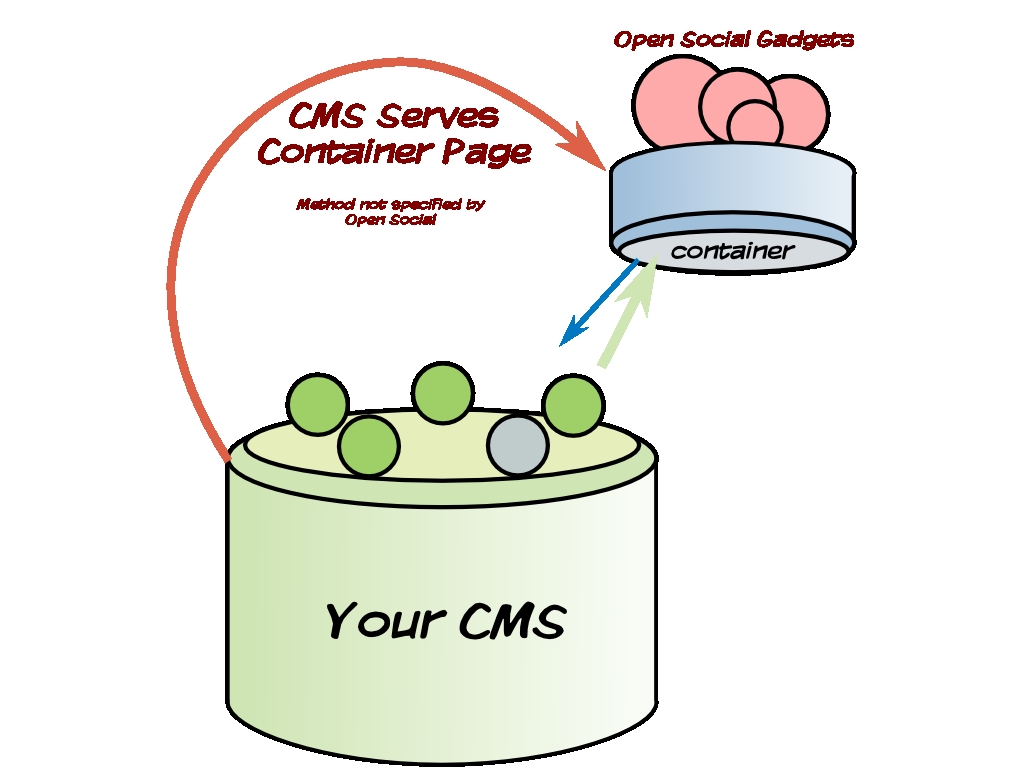 Open Social Gadgets
CMS Serves
Container Page
Method not specified by
Open Social
container
Your CMS